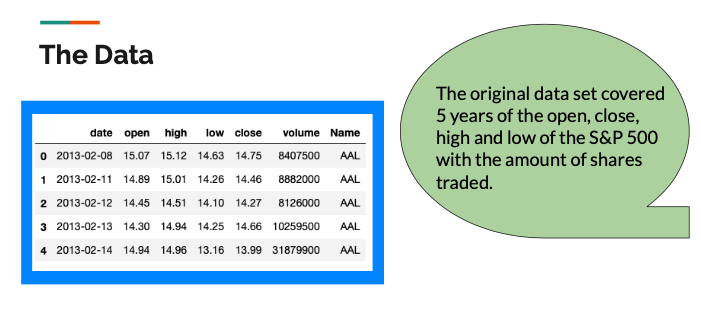 The Data
date open high low close volume Name
0 2013-02-08 15.07 15.12 14.63 14.75 8407500 AAL
1 2013-02-11 14.89 15.01 14.26 14.46 8882000 AAL
2 2013-02-12 14.45 14.51 14.10 14.27 8126000 AAL
3 2013-02-13 14.30 14.94 14.25 14.66 10259500 AAL
4 2013-02-14 14.94 14.96 13.16 13.99 31879900 AAL
The original data set covered
5 years of the open, close,
high and low of the S&P 500
with the amount of shares
traded.